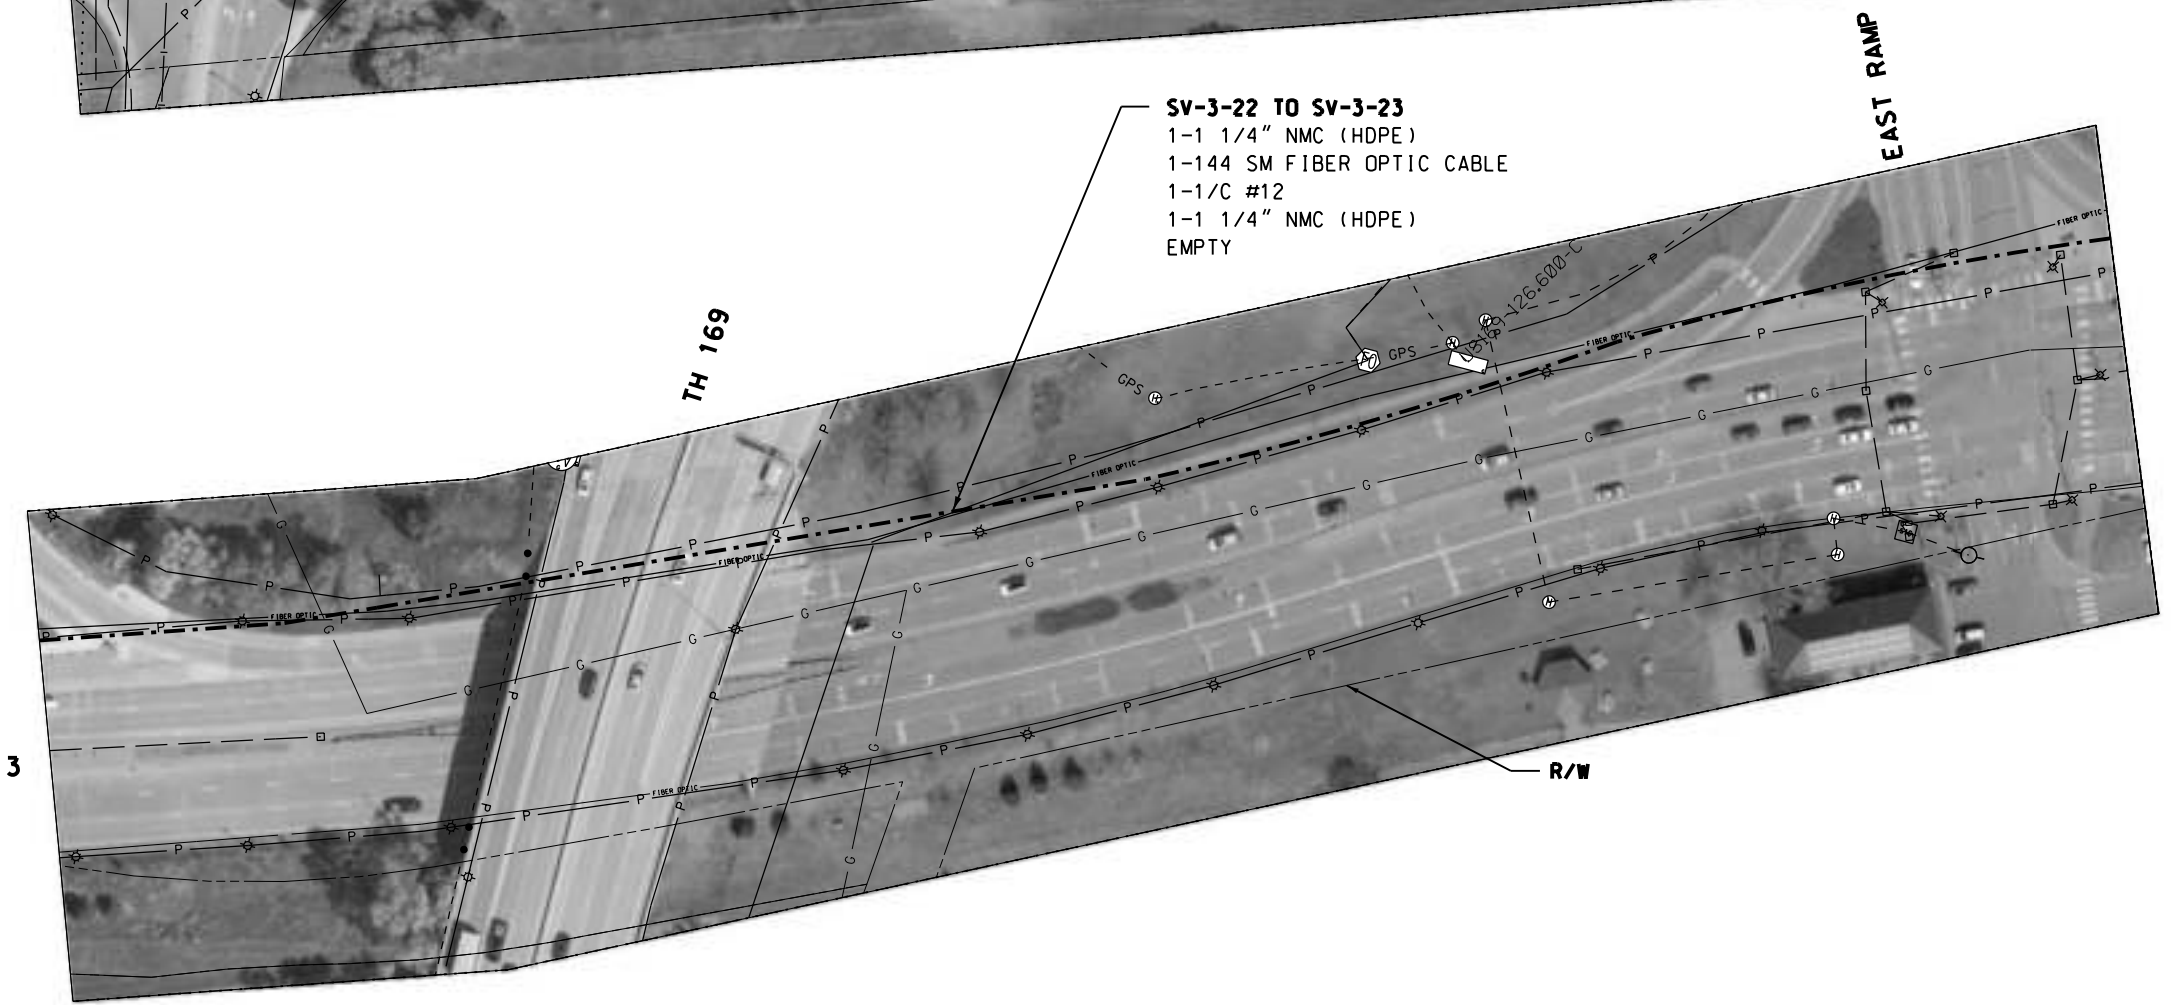 EAST RAMP
SV-3-22 TO SV-3-23
1-1 1/4" NMC (HDPE)
1-144 SM FIBER OPTIC CABLE
1-1/C #12
1-1 1/4" NMC (HDPE)
EMPTY
TH 169
GPS
GPS
FIBER OPTIC
FIBER OPTIC
FIBER OPTIC
FIBER OPTIC
FIBER OPTIC
FIBER OPTIC
P
G
3
R/W